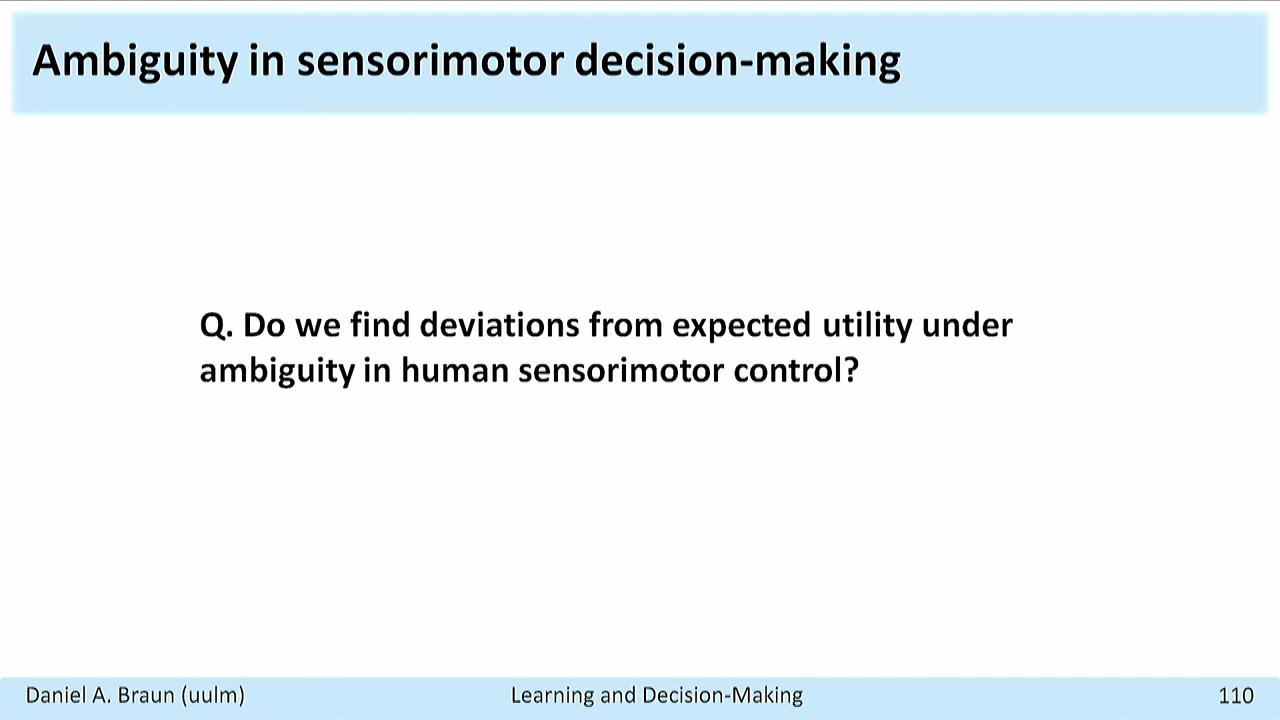 Ambiguity in sensorimotor decision-making
Q. Do we find deviations from expected utility under
ambiguity in human sensorimotor control?
Daniel A. Braun (uulm)
Learning and Decision-Making
110